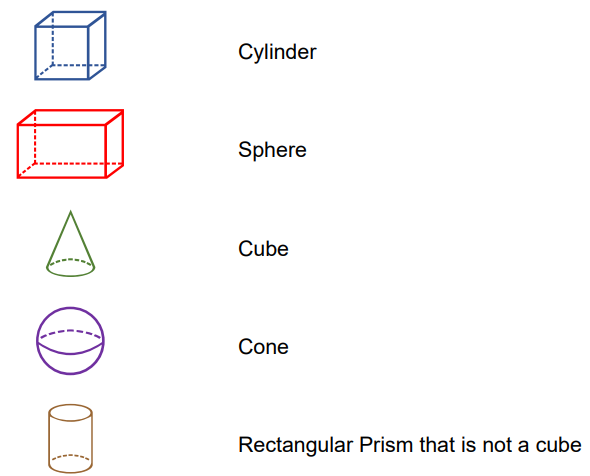 Cylinder
Sphere
Cube
Cone
Rectangular Prism that is not a cube